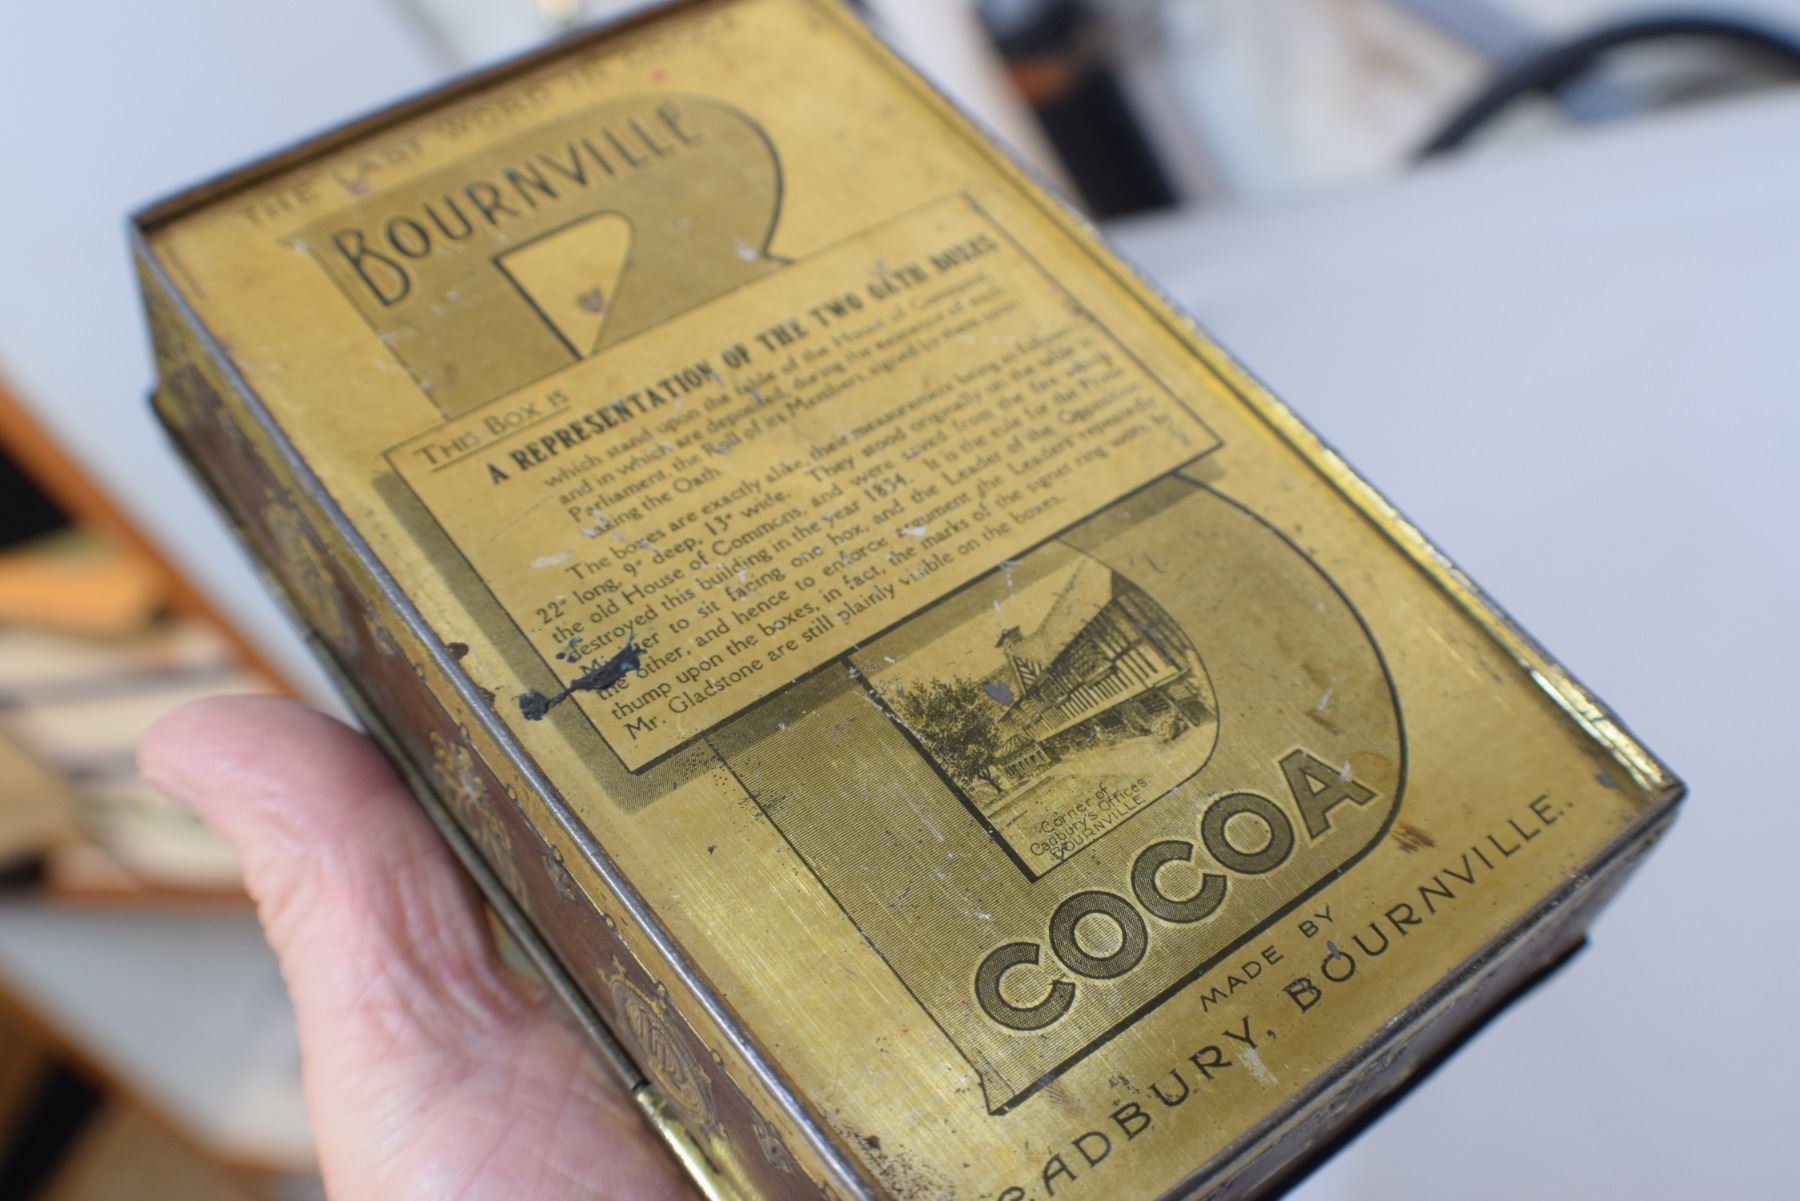 THE LAST WORD IN COCOA
BOURNVILLE
THIS BOX IS
A REPRESENTATION OF THE TWO OATH BOXES
which stand upon the table of the House of Commons
and in which are deposited, during the existence of each
Parliament, the Roll of its Members, signed by them when
taking the Oath.
The boxes are exactly alike, their measurements being as follows:
22" long, 9" deep, 13" wide. They stood originally on the table in
the old House of Commons, and were saved from the fire which
destroyed this building in the year 1834. It is the rule for the Prime
Minister to sit facing one box, and the Leader of the Opposition
the other, and hence to enforce argument the Leaders repeatedly
thump upon the boxes, in fact, the marks of the signet ring worn by
Mr. Gladstone are still plainly visible on the boxes.
Corner of
Cadbury's Offices
BOURNVILLE
COCOA
MADE BY
CADBURY, BOURNVILLE.